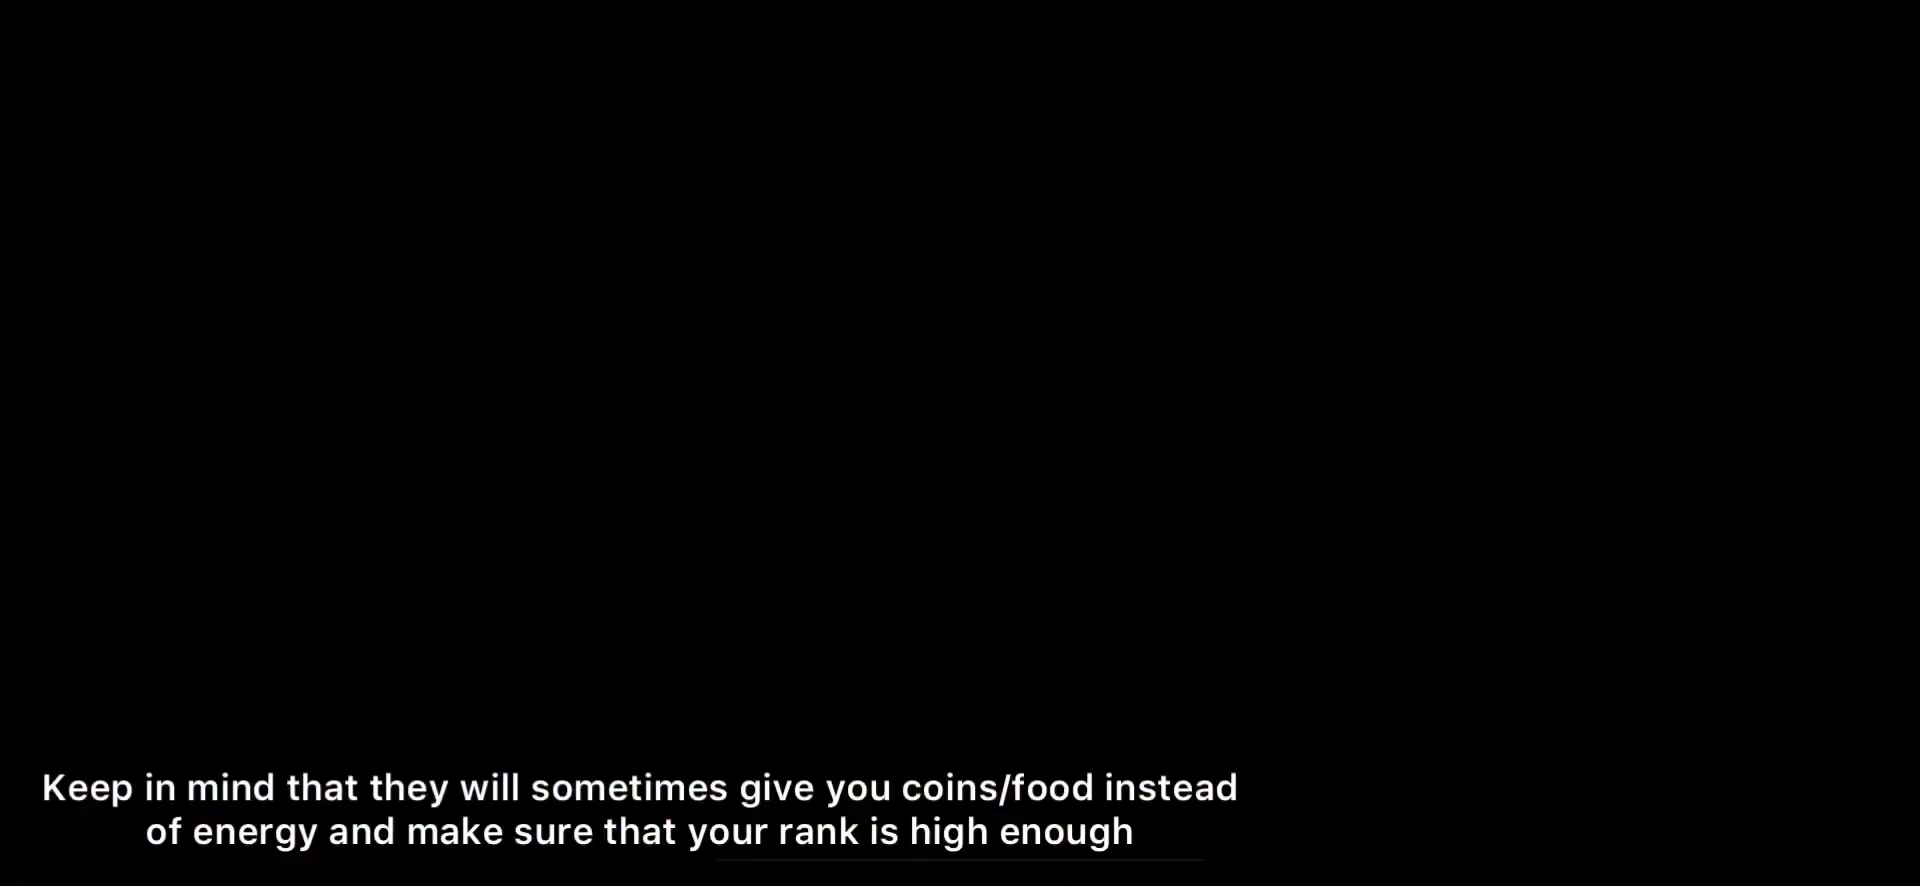 Keep in mind that they will sometimes give you coins/food instead
of energy and make sure that your rank is high enough